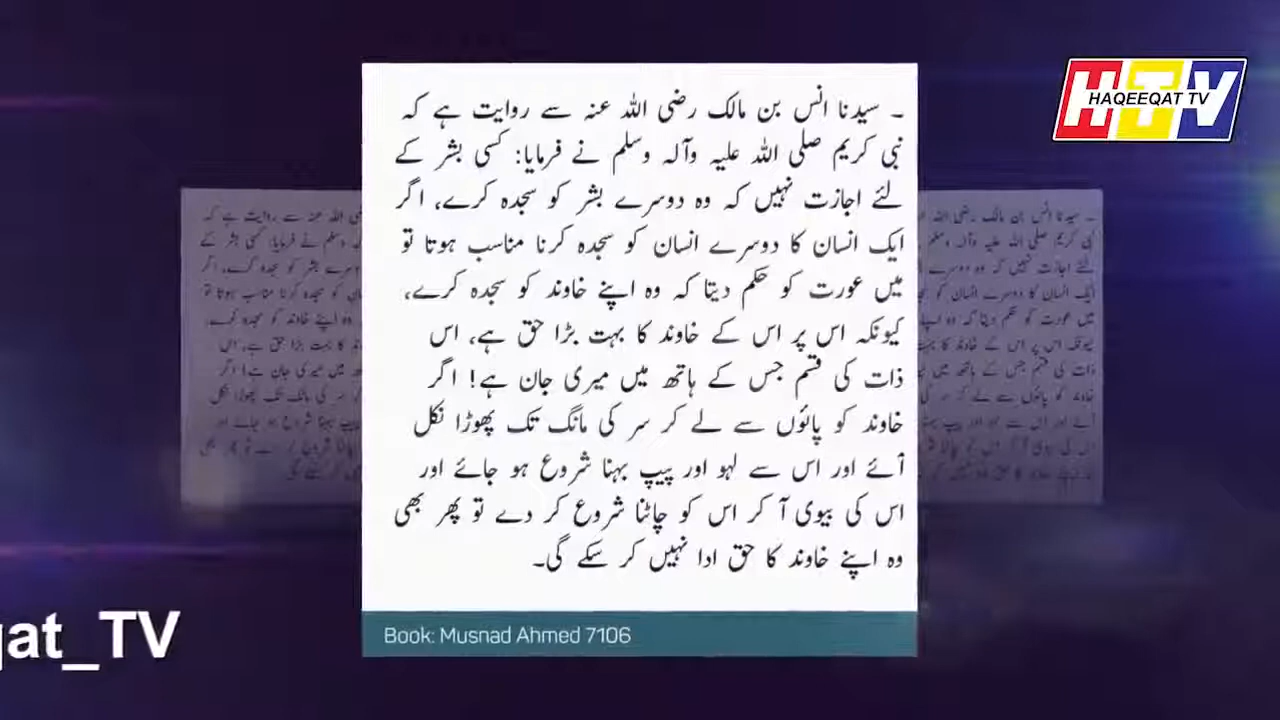 HTV
HAQEEQAT TV
۔ سیدنا انس بن مالک رضی اللہ عنہ سے روایت ہے کہ
نبی کریم صلی اللہ علیہ وآلہ وسلم نے فرمایا: کسی بشر کے
لئے اجازت نہیں کہ وہ دوسرے بشر کو سجدہ کرے، اگر
ایک انسان کا دوسرے انسان کو سجدہ کرنا مناسب ہوتا تو
میں عورت کو حکم دیتا کہ وہ اپنے خاوند کو سجدہ کرے،
کیونکہ اس پر اس کے خاوند کا بہت بڑا حق ہے، اس
ذات کی قسم جس کے ہاتھ میں میری جان ہے! اگر
خاوند کو پائوں سے لے کر سر کی مانگ تک پھوڑا نکل
آئے اور اس سے لہو اور پیپ بہنا شروع ہو جائے اور
اس کی بیوی آ کر اس کو چاٹنا شروع کر دے تو پھر بھی
وہ اپنے خاوند کا حق ادا نہیں کر سکے گی۔
Book: Musnad Ahmed 7106
qat_TV